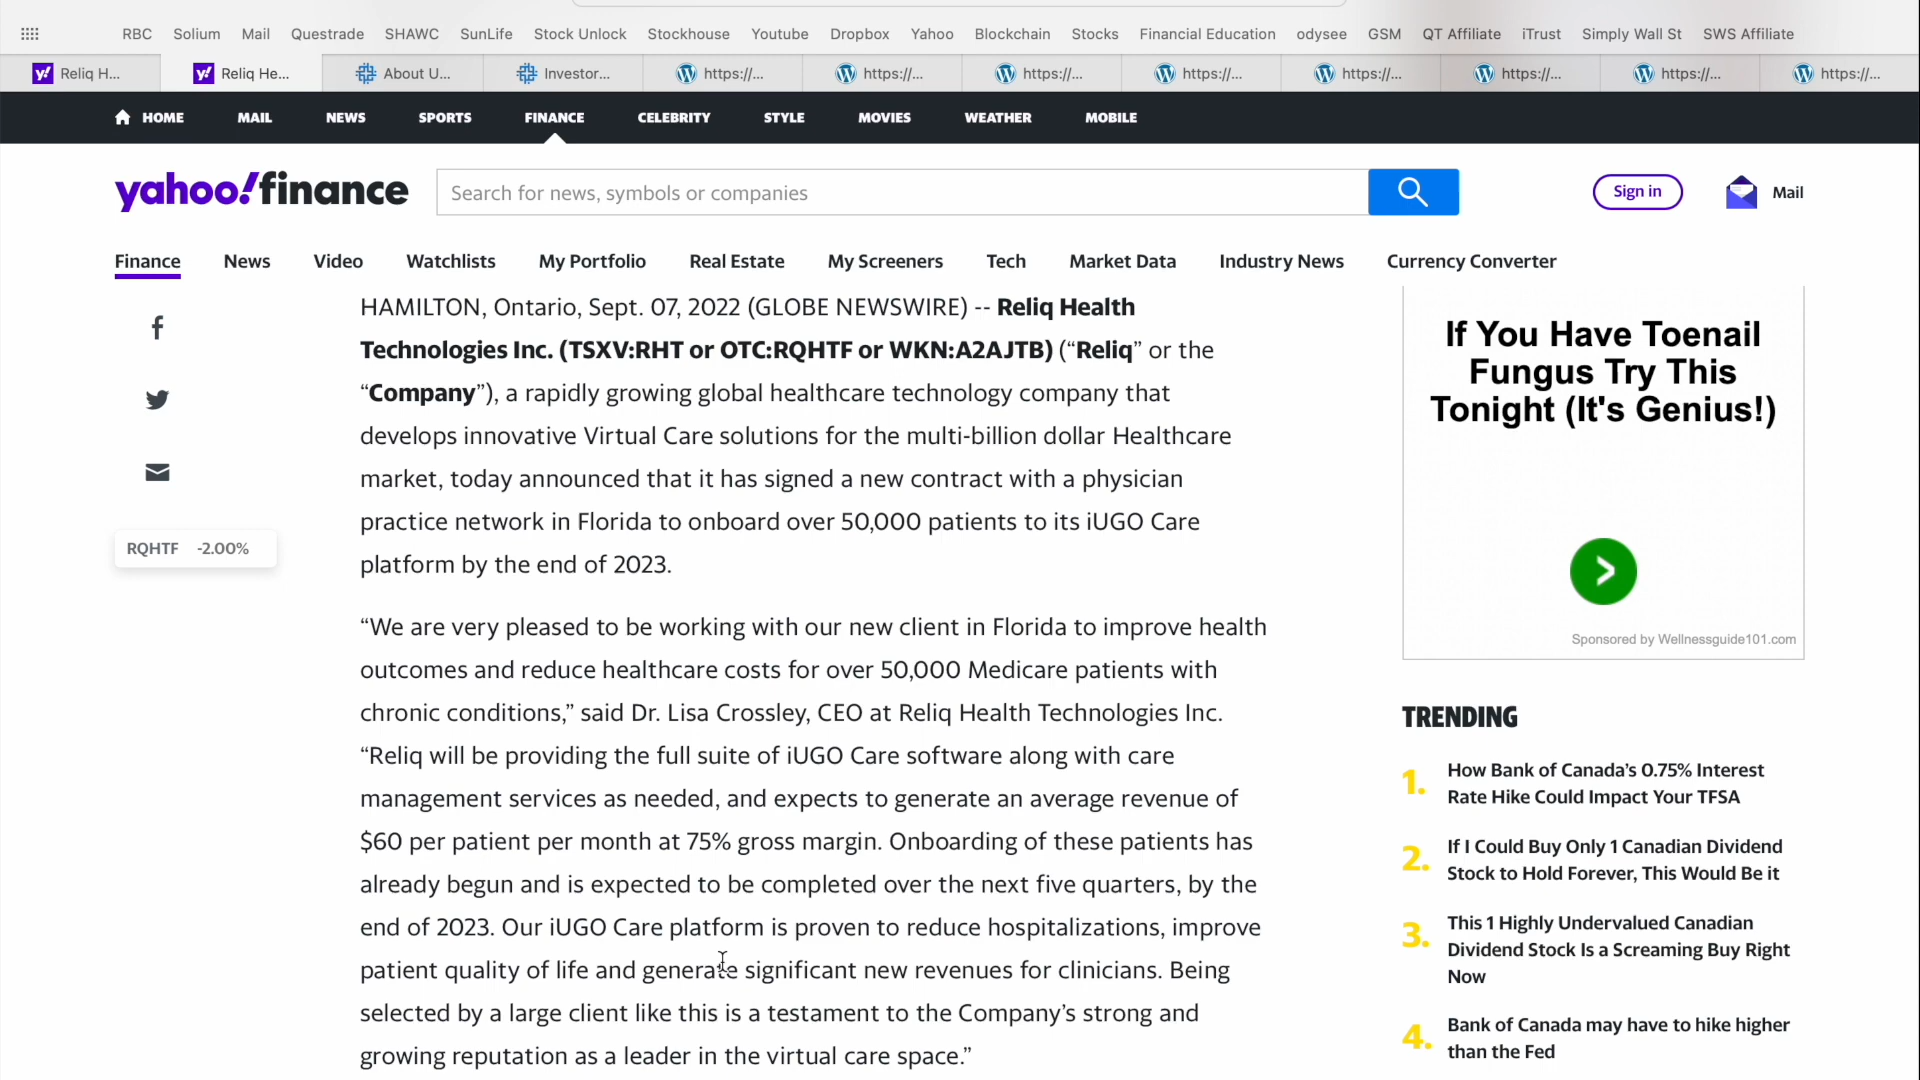 RBC Solium Mail Questrade SHAWC SunLife Stock Unlock Stockhouse Youtube Dropbox Yahoo Blockchain Stocks Financial Education odysee GSM QT Affiliate iTrust Simply Wall St SWS Affiliate
Reliq H... Reliq He... About U... Investor... https://... https://... https://... https://... https://... https://... https://... https://...
HOME MAIL NEWS SPORTS FINANCE CELEBRITY STYLE MOVIES WEATHER MOBILE
yahoo!finance Search for news, symbols or companies Sign in Mail
Finance News Video Watchlists My Portfolio Real Estate My Screeners Tech Market Data Industry News Currency Converter
HAMILTON, Ontario, Sept. 07, 2022 (GLOBE NEWSWIRE) -- Reliq Health
Technologies Inc. (TSXV:RHT or OTC:RQHTF or WKN:A2AJTB) (“Reliq” or the
“Company”), a rapidly growing global healthcare technology company that
develops innovative Virtual Care solutions for the multi-billion dollar Healthcare
market, today announced that it has signed a new contract with a physician
practice network in Florida to onboard over 50,000 patients to its iUGO Care
platform by the end of 2023.
RQHTF -2.00%
“We are very pleased to be working with our new client in Florida to improve health
outcomes and reduce healthcare costs for over 50,000 Medicare patients with
chronic conditions,” said Dr. Lisa Crossley, CEO at Reliq Health Technologies Inc.
“Reliq will be providing the full suite of iUGO Care software along with care
management services as needed, and expects to generate an average revenue of
$60 per patient per month at 75% gross margin. Onboarding of these patients has
already begun and is expected to be completed over the next five quarters, by the
end of 2023. Our iUGO Care platform is proven to reduce hospitalizations, improve
patient quality of life and generate significant new revenues for clinicians. Being
selected by a large client like this is a testament to the Company’s strong and
growing reputation as a leader in the virtual care space.”
If You Have Toenail
Fungus Try This
Tonight (It's Genius!)
Sponsored by Wellnessguide101.com
TRENDING
1. How Bank of Canada’s 0.75% Interest
Rate Hike Could Impact Your TFSA
2. If I Could Buy Only 1 Canadian Dividend
Stock to Hold Forever, This Would Be it
3. This 1 Highly Undervalued Canadian
Dividend Stock Is a Screaming Buy Right
Now
4. Bank of Canada may have to hike higher
than the Fed